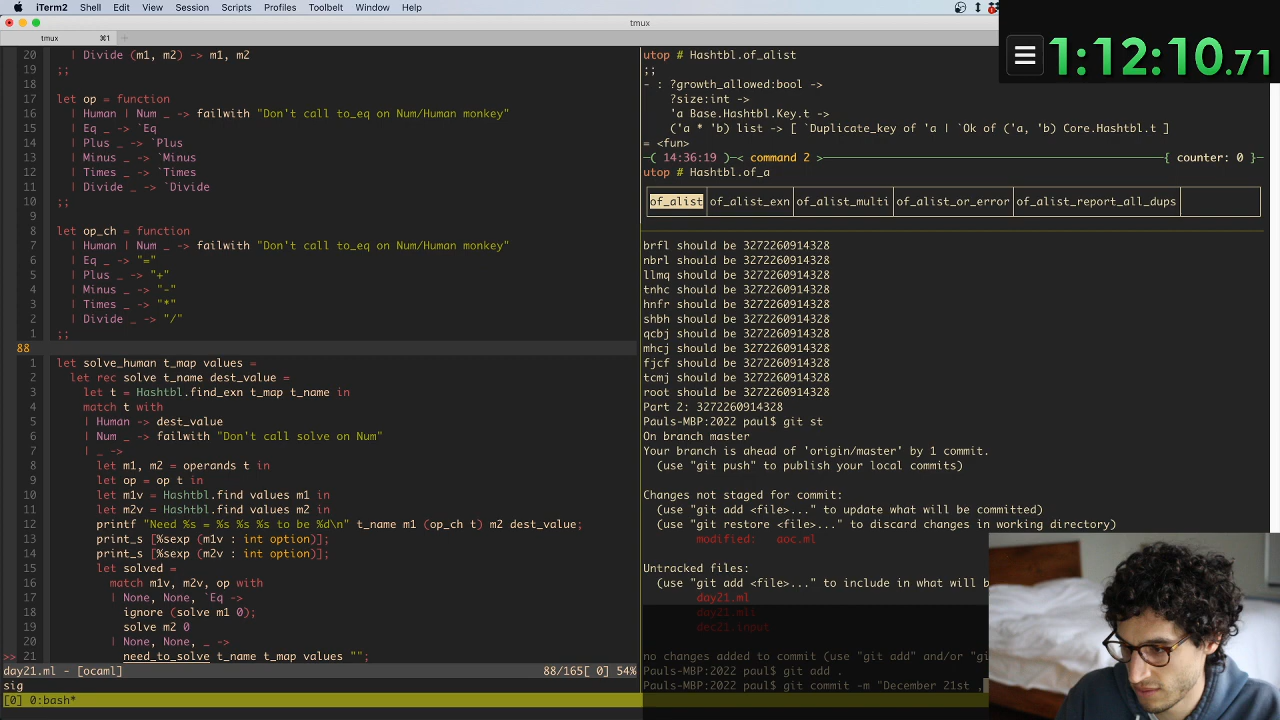 iTerm2 Shell Edit View Session Scripts Profiles Toolbelt Window Help
tmux
tmux ⌘1 +
1:12:10.71
20 | Divide (m1, m2) -> m1, m2
19 ;;
18
17 let op = function
16 | Human | Num _ -> failwith "Don't call to_eq on Num/Human monkey"
15 | Eq _ -> `Eq
14 | Plus _ -> `Plus
13 | Minus _ -> `Minus
12 | Times _ -> `Times
11 | Divide _ -> `Divide
10 ;;
9
8 let op_ch = function
7 | Human | Num _ -> failwith "Don't call to_eq on Num/Human monkey"
6 | Eq _ -> "="
5 | Plus _ -> "+"
4 | Minus _ -> "-"
3 | Times _ -> "*"
2 | Divide _ -> "/"
1 ;;
88
1 let solve_human t_map values =
2 let rec solve t_name dest_value =
3 let t = Hashtbl.find_exn t_map t_name in
4 match t with
5 | Human -> dest_value
6 | Num _ -> failwith "Don't call solve on Num"
7 | _ ->
8 let m1, m2 = operands t in
9 let op = op t in
10 let m1v = Hashtbl.find values m1 in
11 let m2v = Hashtbl.find values m2 in
12 printf "Need %s = %s %s %s to be %d\n" t_name m1 (op_ch t) m2 dest_value;
13 print_s [%sexp (m1v : int option)];
14 print_s [%sexp (m2v : int option)];
15 let solved =
16 match m1v, m2v, op with
17 | None, None, `Eq ->
18 ignore (solve m1 0);
19 solve m2 0
20 | None, None, _ ->
>> 21 need_to_solve t_name t_map values "";
day21.ml - [ocaml] 88/165[ 0] 54%
sig
[0] 0:bash*
utop # Hashtbl.of_alist
;;
- : ?growth_allowed:bool ->
?size:int ->
'a Base.Hashtbl.Key.t ->
('a * 'b) list -> [ `Duplicate_key of 'a | `Ok of ('a, 'b) Core.Hashtbl.t ]
= <fun>
─( 14:36:19 )─< command 2 >─{ counter: 0 }─
utop # Hashtbl.of_a
of_alist of_alist_exn of_alist_multi of_alist_or_error of_alist_report_all_dups
brfl should be 3272260914328
nbrl should be 3272260914328
llmq should be 3272260914328
tnhc should be 3272260914328
hnfr should be 3272260914328
shbh should be 3272260914328
qcbj should be 3272260914328
mhcj should be 3272260914328
fjcf should be 3272260914328
tcmj should be 3272260914328
root should be 3272260914328
Part 2: 3272260914328
Pauls-MBP:2022 paul$ git st
On branch master
Your branch is ahead of 'origin/master' by 1 commit.
(use "git push" to publish your local commits)
Changes not staged for commit:
(use "git add <file>..." to update what will be committed)
(use "git restore <file>..." to discard changes in working directory)
modified: aoc.ml
Untracked files:
(use "git add <file>..." to include in what will b
day21.ml
day21.mli
dec21.input
no changes added to commit (use "git add" and/or "gi
Pauls-MBP:2022 paul$ git add .
Pauls-MBP:2022 paul$ git commit -m "December 21st ,